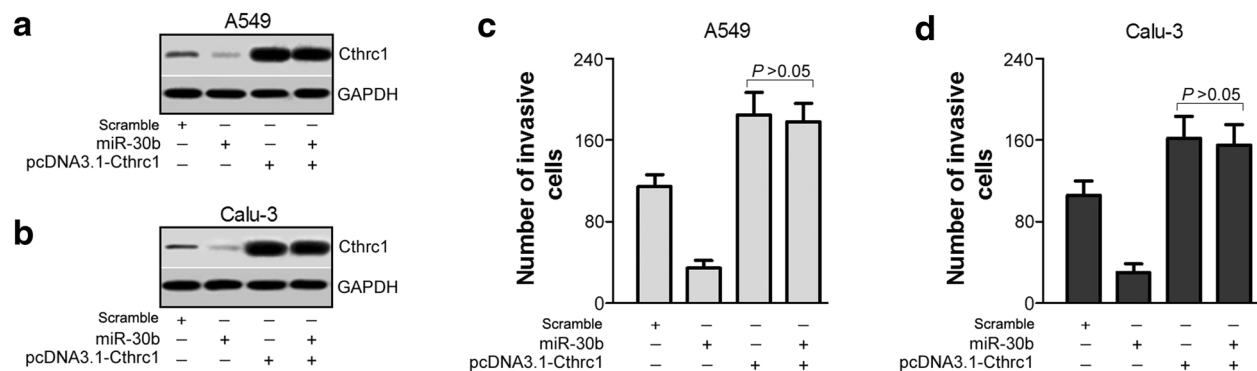 a
A549
Cthrc1
GAPDH
Scramble + – – –
miR-30b – + – +
pcDNA3.1-Cthrc1 – – + +
b
Calu-3
Cthrc1
GAPDH
Scramble + – – –
miR-30b – + – +
pcDNA3.1-Cthrc1 – – + +
c
A549
Number of invasive
cells
240
160
80
0
P >0.05
Scramble + – – –
miR-30b – + – +
pcDNA3.1-Cthrc1 – – + +
d
Calu-3
Number of invasive
cells
240
160
80
0
P >0.05
Scramble + – – –
miR-30b – + – +
pcDNA3.1-Cthrc1 – – + +